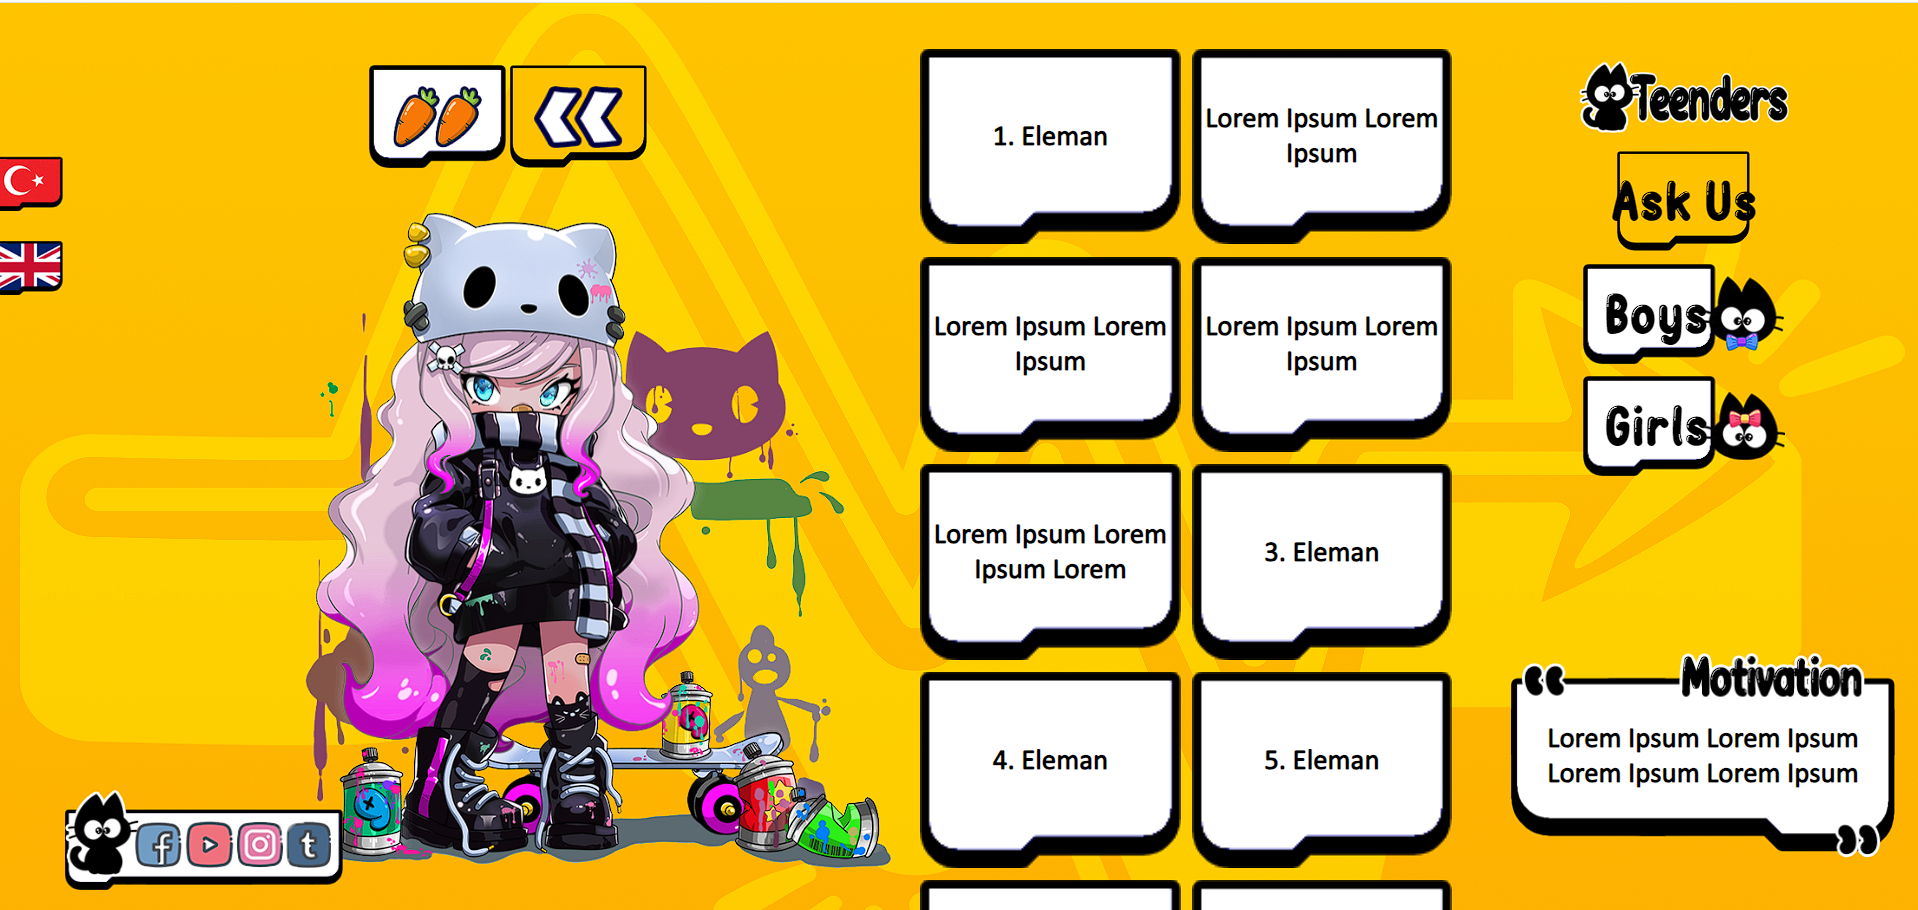 1. Eleman
Lorem Ipsum Lorem
Ipsum
Lorem Ipsum Lorem
Ipsum
Lorem Ipsum Lorem
Ipsum
Lorem Ipsum Lorem
Ipsum Lorem
3. Eleman
4. Eleman
5. Eleman
Teenders
Ask Us
Boys
Girls
Motivation
Lorem Ipsum Lorem Ipsum
Lorem Ipsum Lorem Ipsum